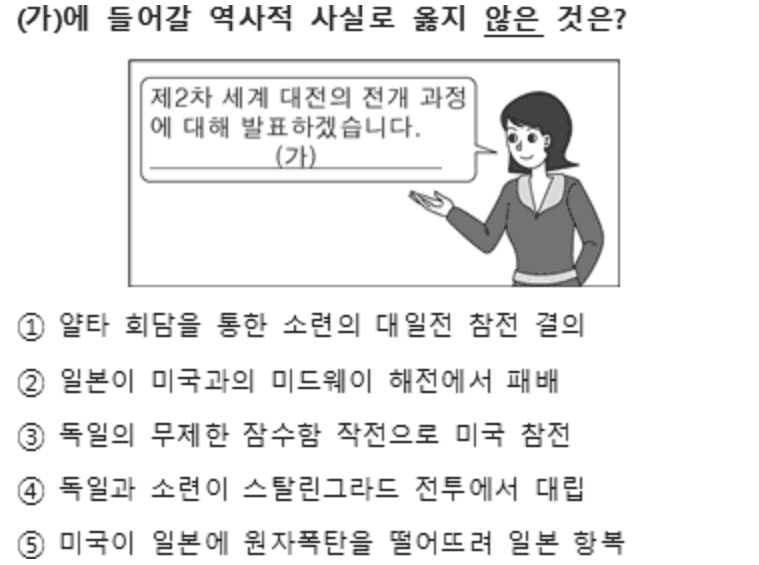 (가)에 들어갈 역사적 사실로 옳지 않은 것은?
제2차 세계 대전의 전개 과정
에 대해 발표하겠습니다.
(가)
① 얄타 회담을 통한 소련의 대일전 참전 결의
② 일본이 미국과의 미드웨이 해전에서 패배
③ 독일의 무제한 잠수함 작전으로 미국 참전
④ 독일과 소련이 스탈린그라드 전투에서 대립
⑤ 미국이 일본에 원자폭탄을 떨어뜨려 일본 항복